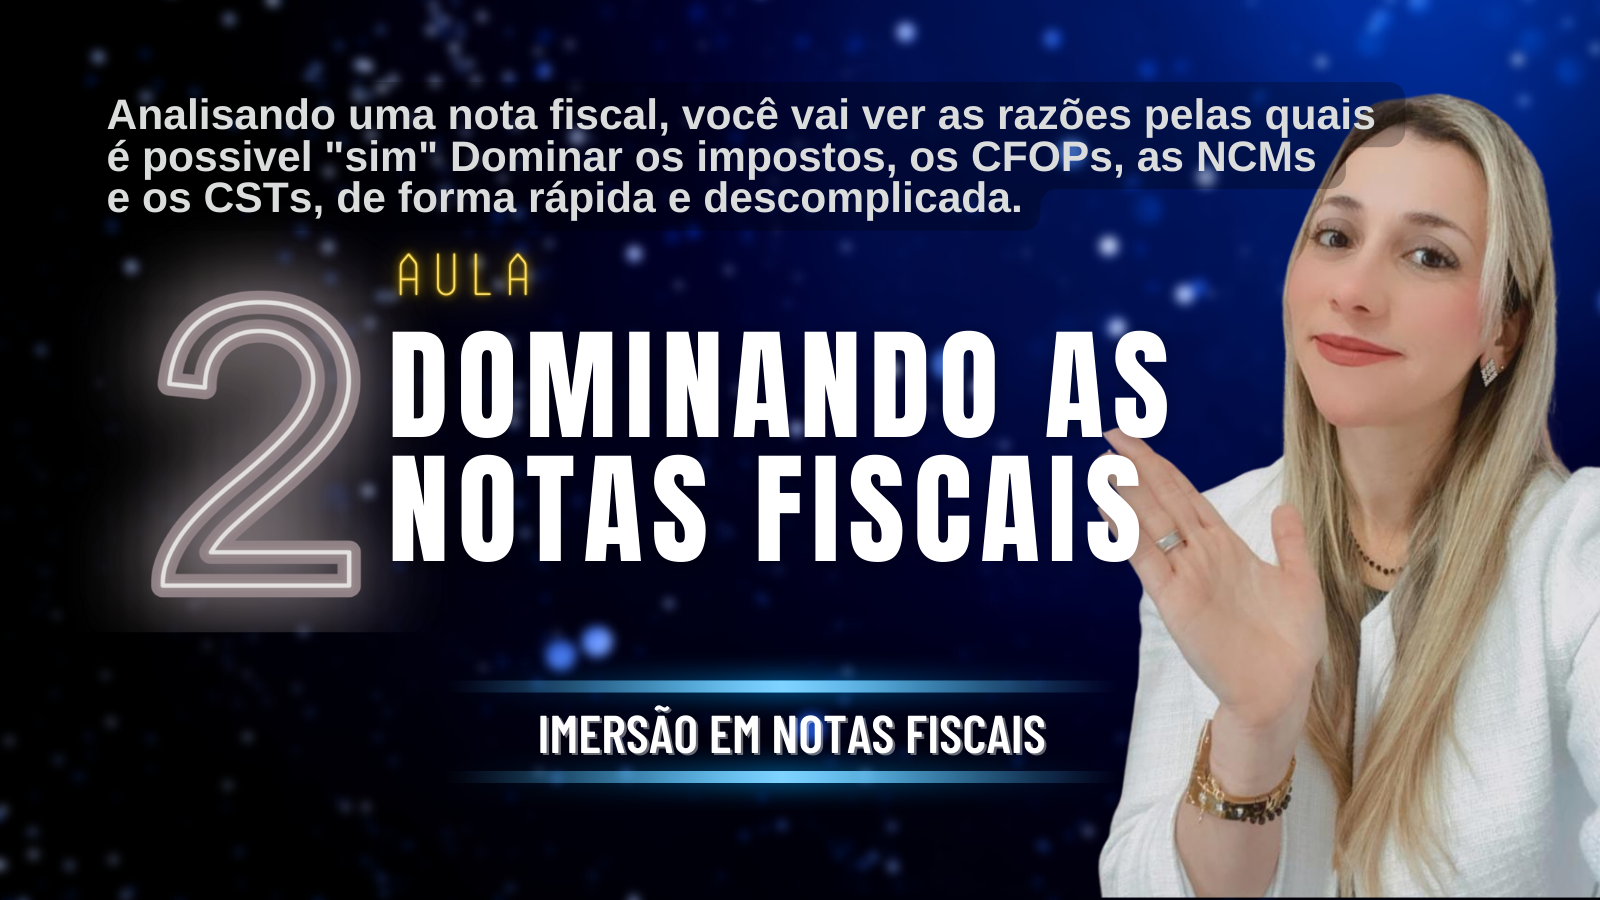 Analisando uma nota fiscal, você vai ver as razões pelas quais
é possivel "sim" Dominar os impostos, os CFOPs, as NCMs
e os CSTs, de forma rápida e descomplicada.
AULA
2
DOMINANDO AS
NOTAS FISCAIS
IMERSÃO EM NOTAS FISCAIS